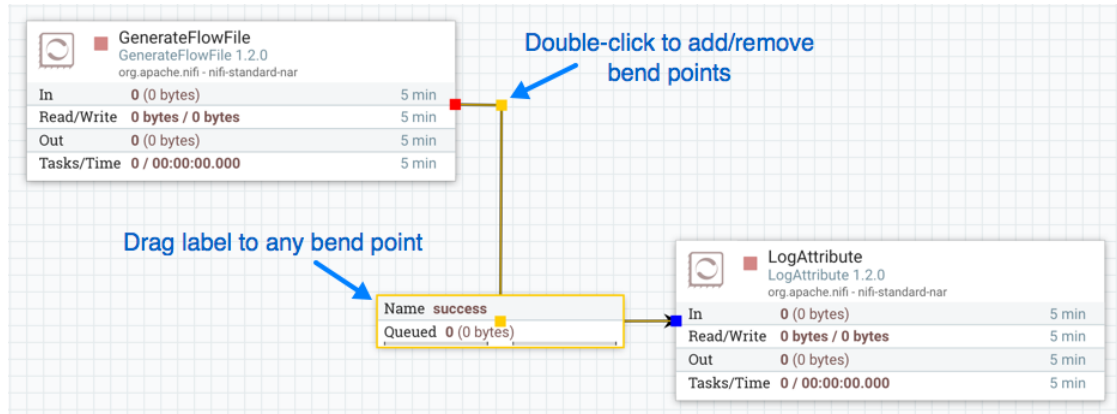 GenerateFlowFile
GenerateFlowFile 1.2.0
org.apache.nifi - nifi-standard-nar
In 0 (0 bytes) 5 min
Read/Write 0 bytes / 0 bytes 5 min
Out 0 (0 bytes) 5 min
Tasks/Time 0 / 00:00:00.000 5 min
Double-click to add/remove
bend points
Drag label to any bend point
Name success
Queued 0 (0 bytes)
LogAttribute
LogAttribute 1.2.0
org.apache.nifi - nifi-standard-nar
In 0 (0 bytes) 5 min
Read/Write 0 bytes / 0 bytes 5 min
Out 0 (0 bytes) 5 min
Tasks/Time 0 / 00:00:00.000 5 min